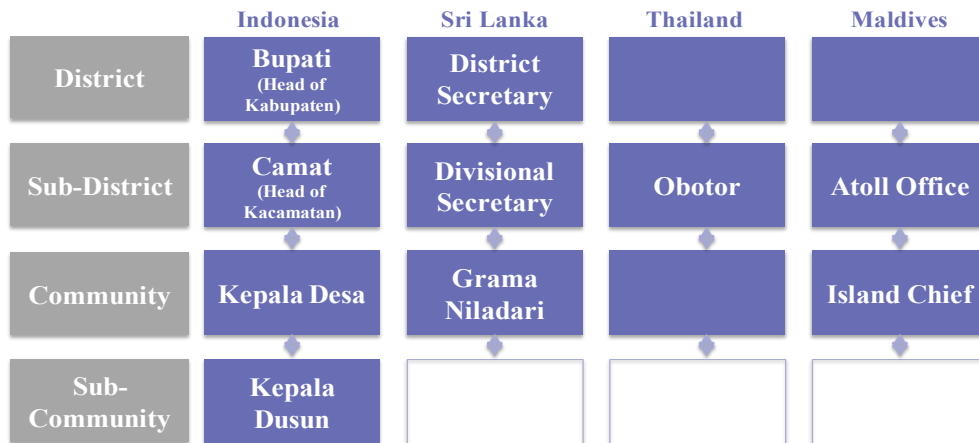 Indonesia Sri Lanka Thailand Maldives
District
Bupati
(Head of
Kabupaten)
District
Secretary
Sub-District
Camat
(Head of
Kacamatan)
Divisional
Secretary
Obotor
Atoll Office
Community
Kepala Desa
Grama
Niladari
Island Chief
Sub-
Community
Kepala
Dusun